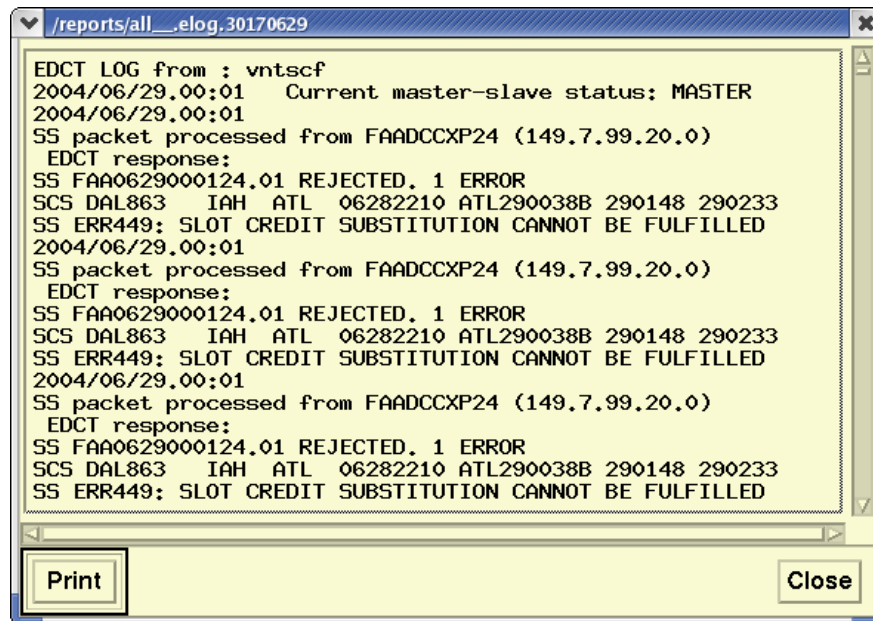 /reports/all__.elog.30170629
EDCT LOG from : vntscf
2004/06/29.00:01   Current master-slave status: MASTER
2004/06/29.00:01
SS packet processed from FAADCCXP24 (149.7.99.20.0)
 EDCT response:
SS FAA0629000124.01 REJECTED. 1 ERROR
SCS DAL863   IAH  ATL  06282210 ATL290038B 290148 290233
SS ERR449: SLOT CREDIT SUBSTITUTION CANNOT BE FULFILLED
2004/06/29.00:01
SS packet processed from FAADCCXP24 (149.7.99.20.0)
 EDCT response:
SS FAA0629000124.01 REJECTED. 1 ERROR
SCS DAL863   IAH  ATL  06282210 ATL290038B 290148 290233
SS ERR449: SLOT CREDIT SUBSTITUTION CANNOT BE FULFILLED
2004/06/29.00:01
SS packet processed from FAADCCXP24 (149.7.99.20.0)
 EDCT response:
SS FAA0629000124.01 REJECTED. 1 ERROR
SCS DAL863   IAH  ATL  06282210 ATL290038B 290148 290233
SS ERR449: SLOT CREDIT SUBSTITUTION CANNOT BE FULFILLED
Print Close